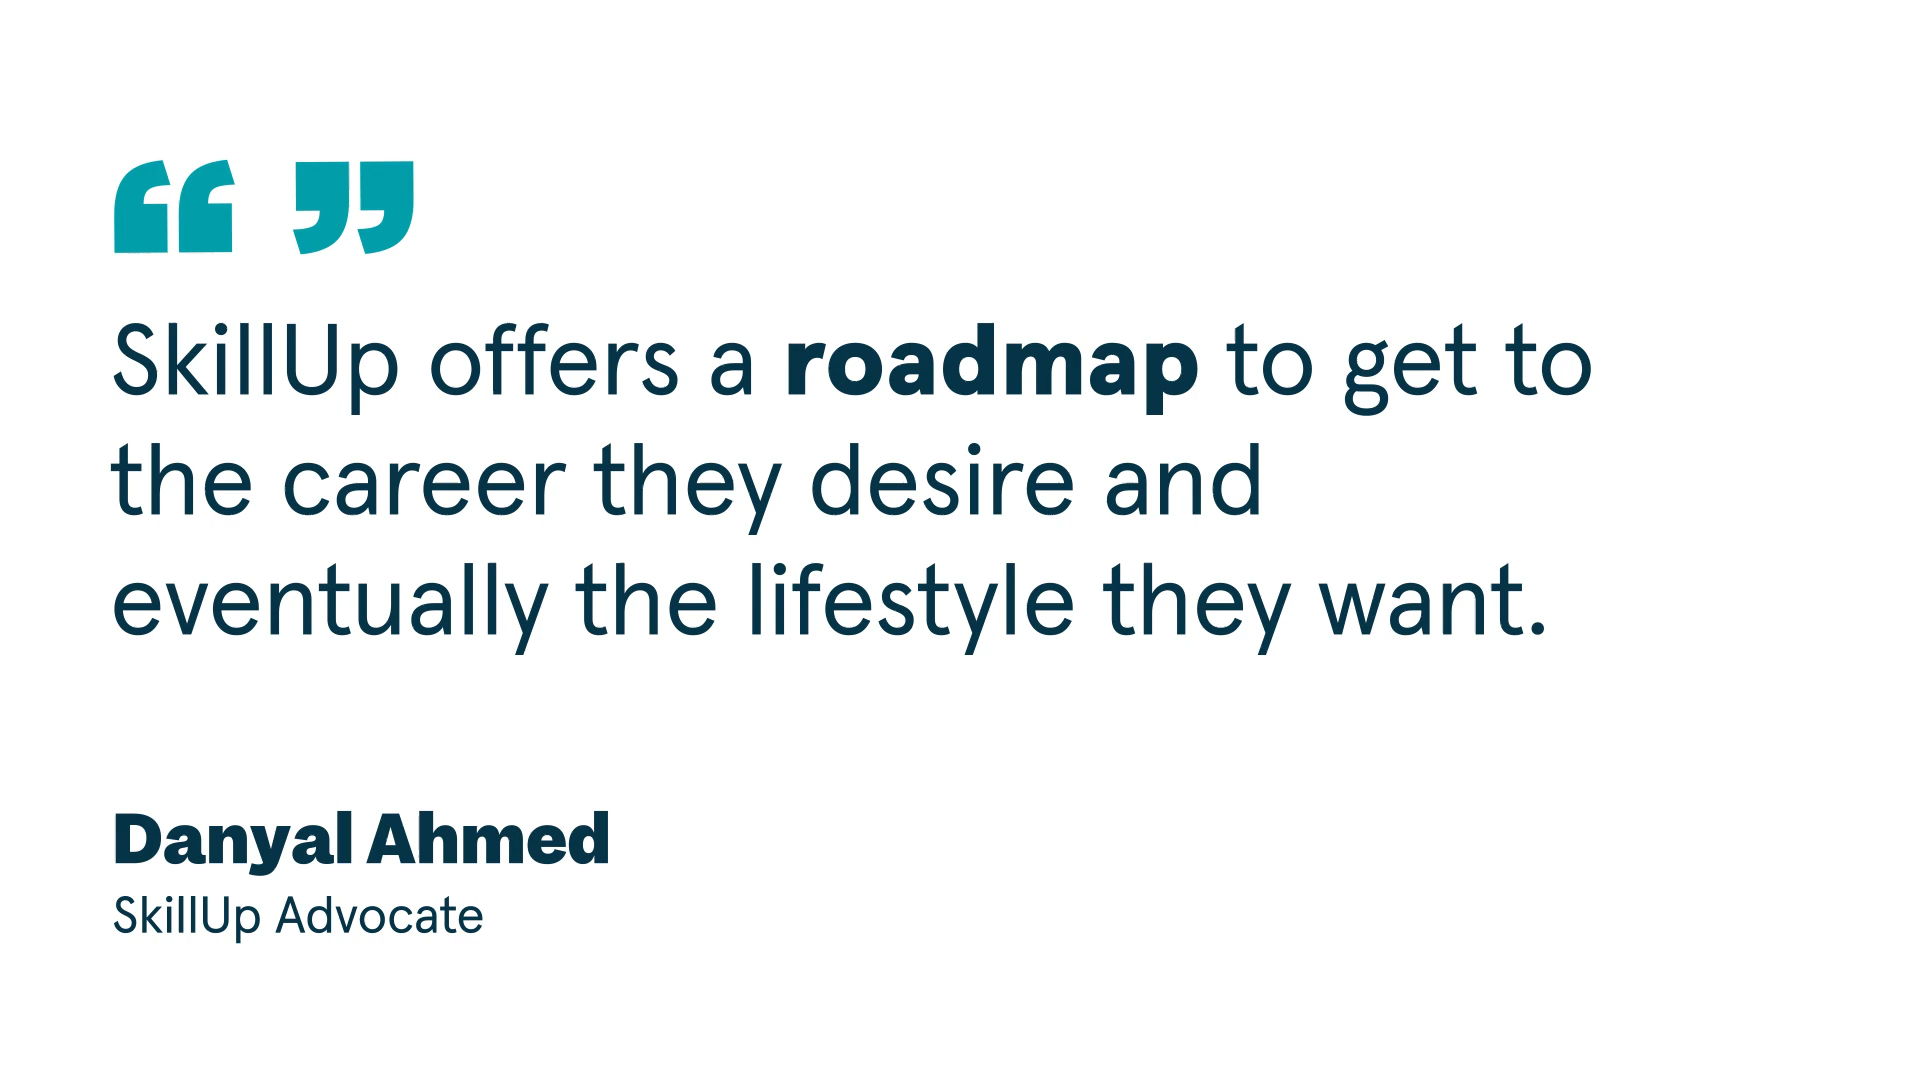 “ ”
SkillUp offers a roadmap to get to
the career they desire and
eventually the lifestyle they want.
Danyal Ahmed
SkillUp Advocate